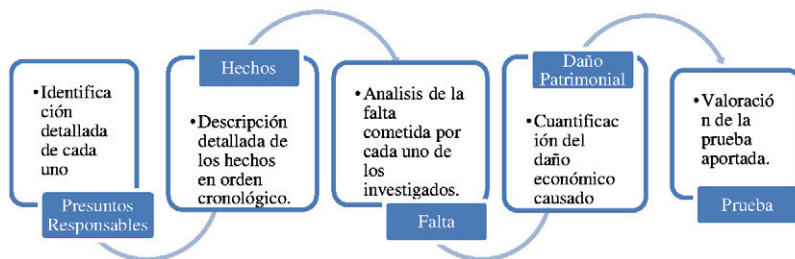 •Identifica
ción
detallada
de cada
uno
Presuntos
Responsables
Hechos
•Descripción
detallada de
los hechos
en orden
cronológico.
•Analisis de la
falta
cometida por
cada uno de
los
investigados.
Falta
Daño
Patrimonial
•Cuantificac
ación del
daño
económico
causado
•Valoració
n de la
prueba
aportada.
Prueba